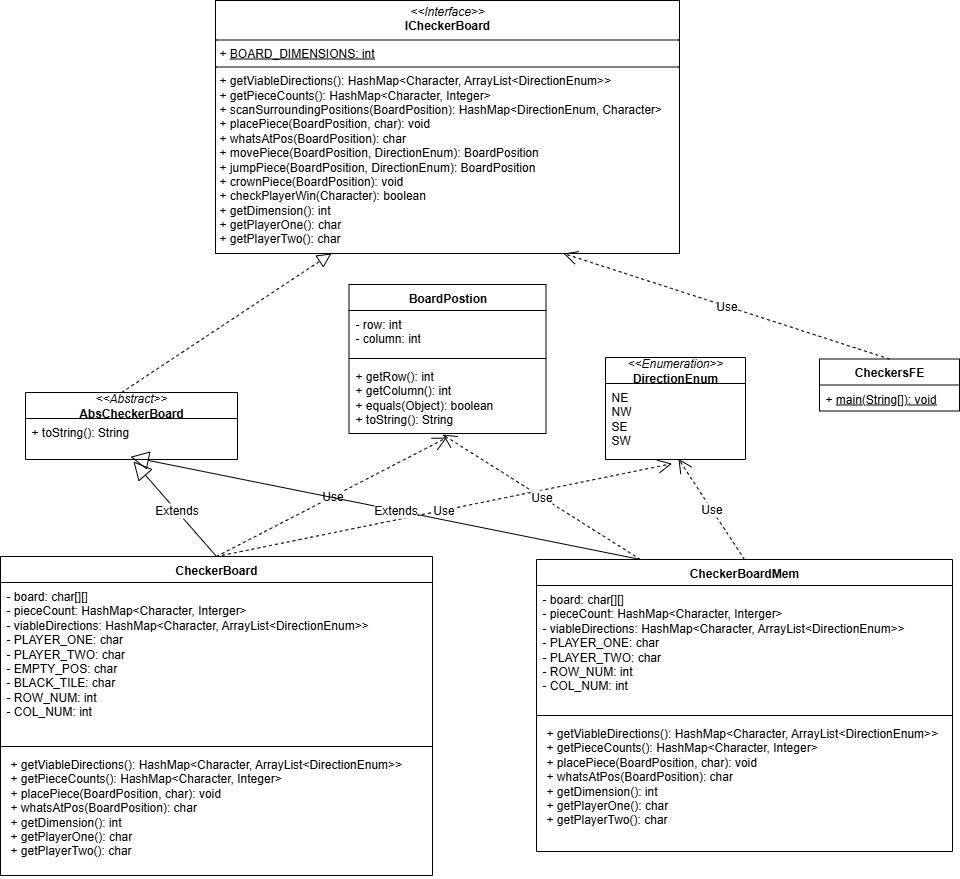 <<Interface>>
ICheckerBoard
+ BOARD_DIMENSIONS: int
+ getViableDirections(): HashMap<Character, ArrayList<DirectionEnum>>
+ getPieceCounts(): HashMap<Character, Integer>
+ scanSurroundingPositions(BoardPosition): HashMap<DirectionEnum, Character>
+ placePiece(BoardPosition, char): void
+ whatsAtPos(BoardPosition): char
+ movePiece(BoardPosition, DirectionEnum): BoardPosition
+ jumpPiece(BoardPosition, DirectionEnum): BoardPosition
+ crownPiece(BoardPosition): void
+ checkPlayerWin(Character): boolean
+ getDimension(): int
+ getPlayerOne(): char
+ getPlayerTwo(): char
BoardPostion
- row: int
- column: int
+ getRow(): int
+ getColumn(): int
+ equals(Object): boolean
+ toString(): String
Use
<<Enumeration>>
DirectionEnum
NE
NW
SE
SW
CheckersFE
+ main(String[]): void
<<Abstract>>
AbsCheckerBoard
+ toString(): String
Extends
Use
Extends
Use
Use
Use
CheckerBoard
- board: char[][]
- pieceCount: HashMap<Character, Interger>
- viableDirections: HashMap<Character, ArrayList<DirectionEnum>>
- PLAYER_ONE: char
- PLAYER_TWO: char
- EMPTY_POS: char
- BLACK_TILE: char
- ROW_NUM: int
- COL_NUM: int
+ getViableDirections(): HashMap<Character, ArrayList<DirectionEnum>>
+ getPieceCounts(): HashMap<Character, Integer>
+ placePiece(BoardPosition, char): void
+ whatsAtPos(BoardPosition): char
+ getDimension(): int
+ getPlayerOne(): char
+ getPlayerTwo(): char
CheckerBoardMem
- board: char[][]
- pieceCount: HashMap<Character, Interger>
- viableDirections: HashMap<Character, ArrayList<DirectionEnum>>
- PLAYER_ONE: char
- PLAYER_TWO: char
- ROW_NUM: int
- COL_NUM: int
+ getViableDirections(): HashMap<Character, ArrayList<DirectionEnum>>
+ getPieceCounts(): HashMap<Character, Integer>
+ placePiece(BoardPosition, char): void
+ whatsAtPos(BoardPosition): char
+ getDimension(): int
+ getPlayerOne(): char
+ getPlayerTwo(): char